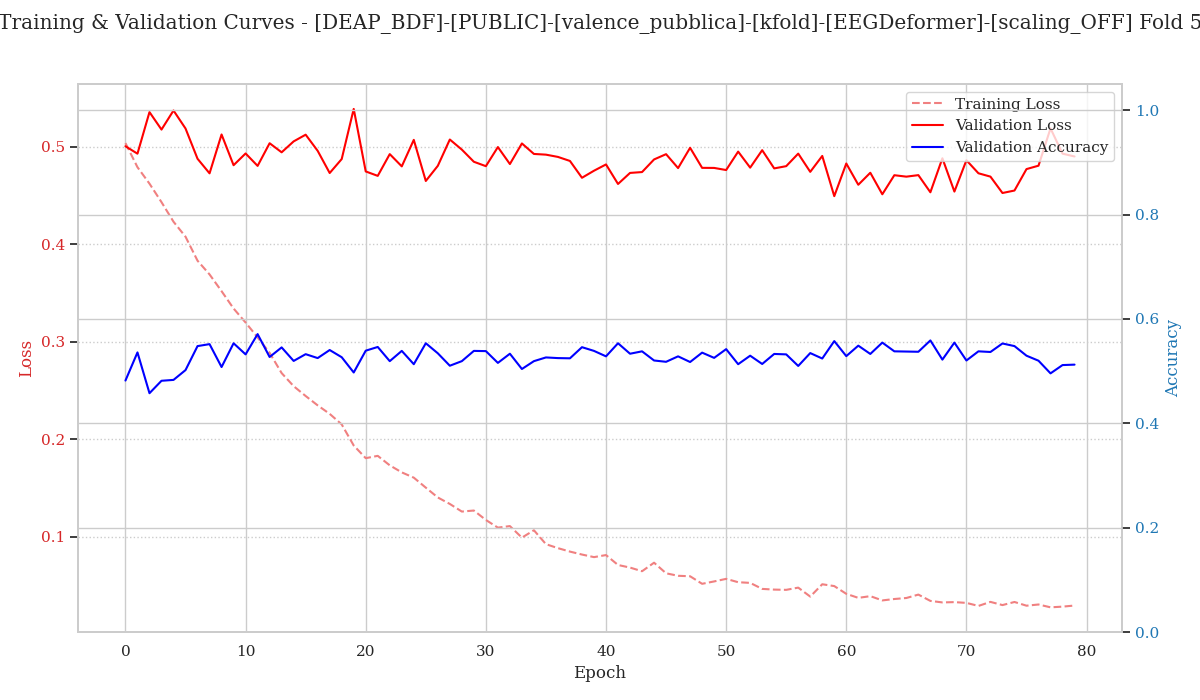 Training & Validation Curves - [DEAP_BDF]-[PUBLIC]-[valence_pubblica]-[kfold]-[EEGDeformer]-[scaling_OFF] Fold 5
Training Loss
Validation Loss
Validation Accuracy
Loss
0.5
0.4
0.3
0.2
0.1
1.0
0.8
0.6
0.4
0.2
0.0
Accuracy
0 10 20 30 40 50 60 70 80
Epoch